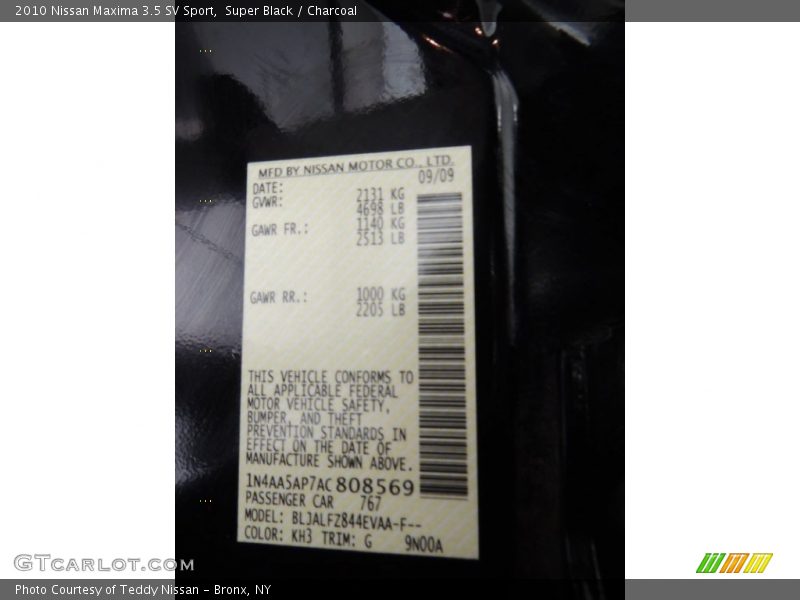 2010 Nissan Maxima 3.5 SV Sport,  Super Black / Charcoal
MFD BY NISSAN MOTOR CO., LTD.
DATE: 09/09
GVWR: 2131 KG
4698 LB
GAWR FR.: 1140 KG
2513 LB
GAWR RR.: 1000 KG
2205 LB
THIS VEHICLE CONFORMS TO
ALL APPLICABLE FEDERAL
MOTOR VEHICLE SAFETY,
BUMPER, AND THEFT
PREVENTION STANDARDS IN
EFFECT ON THE DATE OF
MANUFACTURE SHOWN ABOVE.
1N4AA5AP7AC808569
PASSENGER CAR 767
MODEL: BLJALFZ844EVAA-F--
COLOR: KH3 TRIM: G 9N00A
GTCARLOT.COM
Photo Courtesy of Teddy Nissan - Bronx, NY